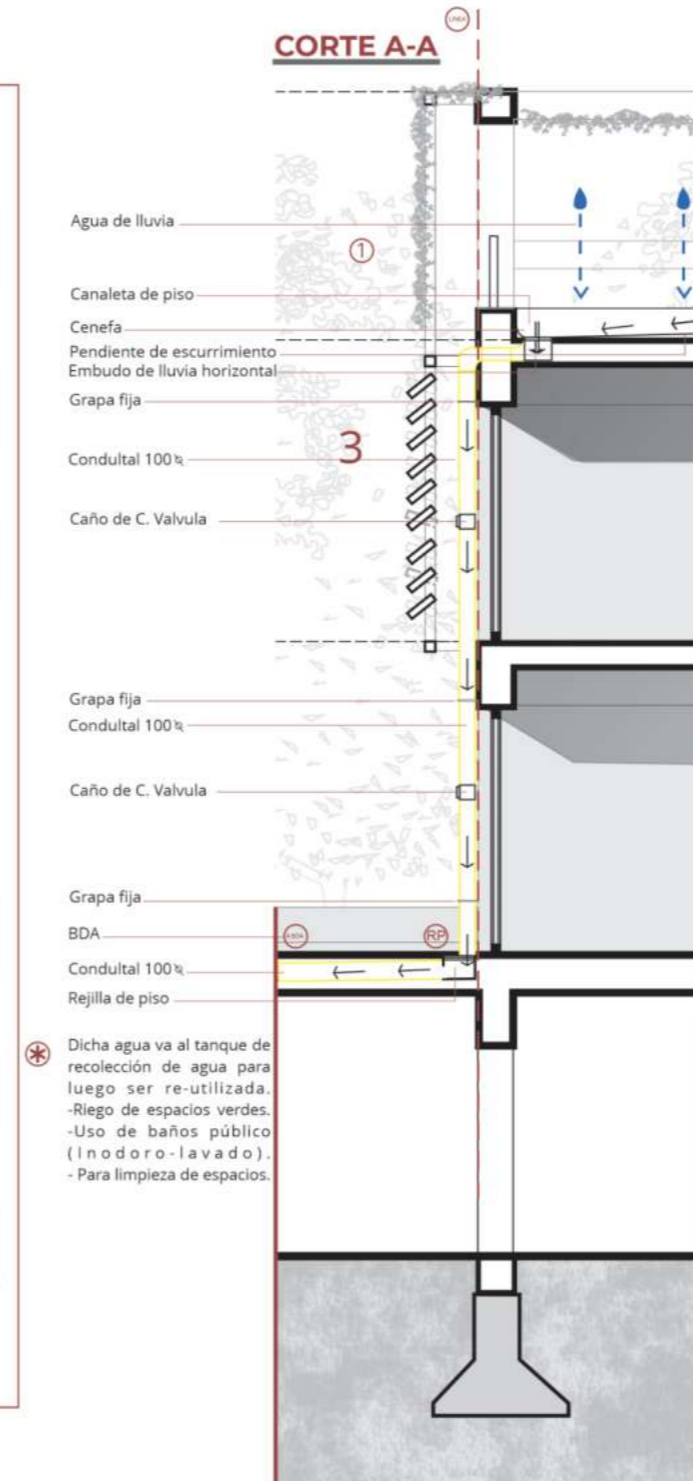 LINEA
CORTE A-A
Agua de lluvia
1
Canaleta de piso
Cenefa
Pendiente de escurrimiento
Embudo de lluvia horizontal
Grapa fija
3
Condultal 100
Caño de C. Valvula
Grapa fija
Condultal 100
Caño de C. Valvula
Grapa fija
BDA
RP
Condultal 100
Rejilla de piso
Dicha agua va al tanque de
recolección de agua para
luego ser re-utilizada.
-Riego de espacios verdes.
-Uso de baños público
(Inodoro-lavado).
- Para limpieza de espacios.